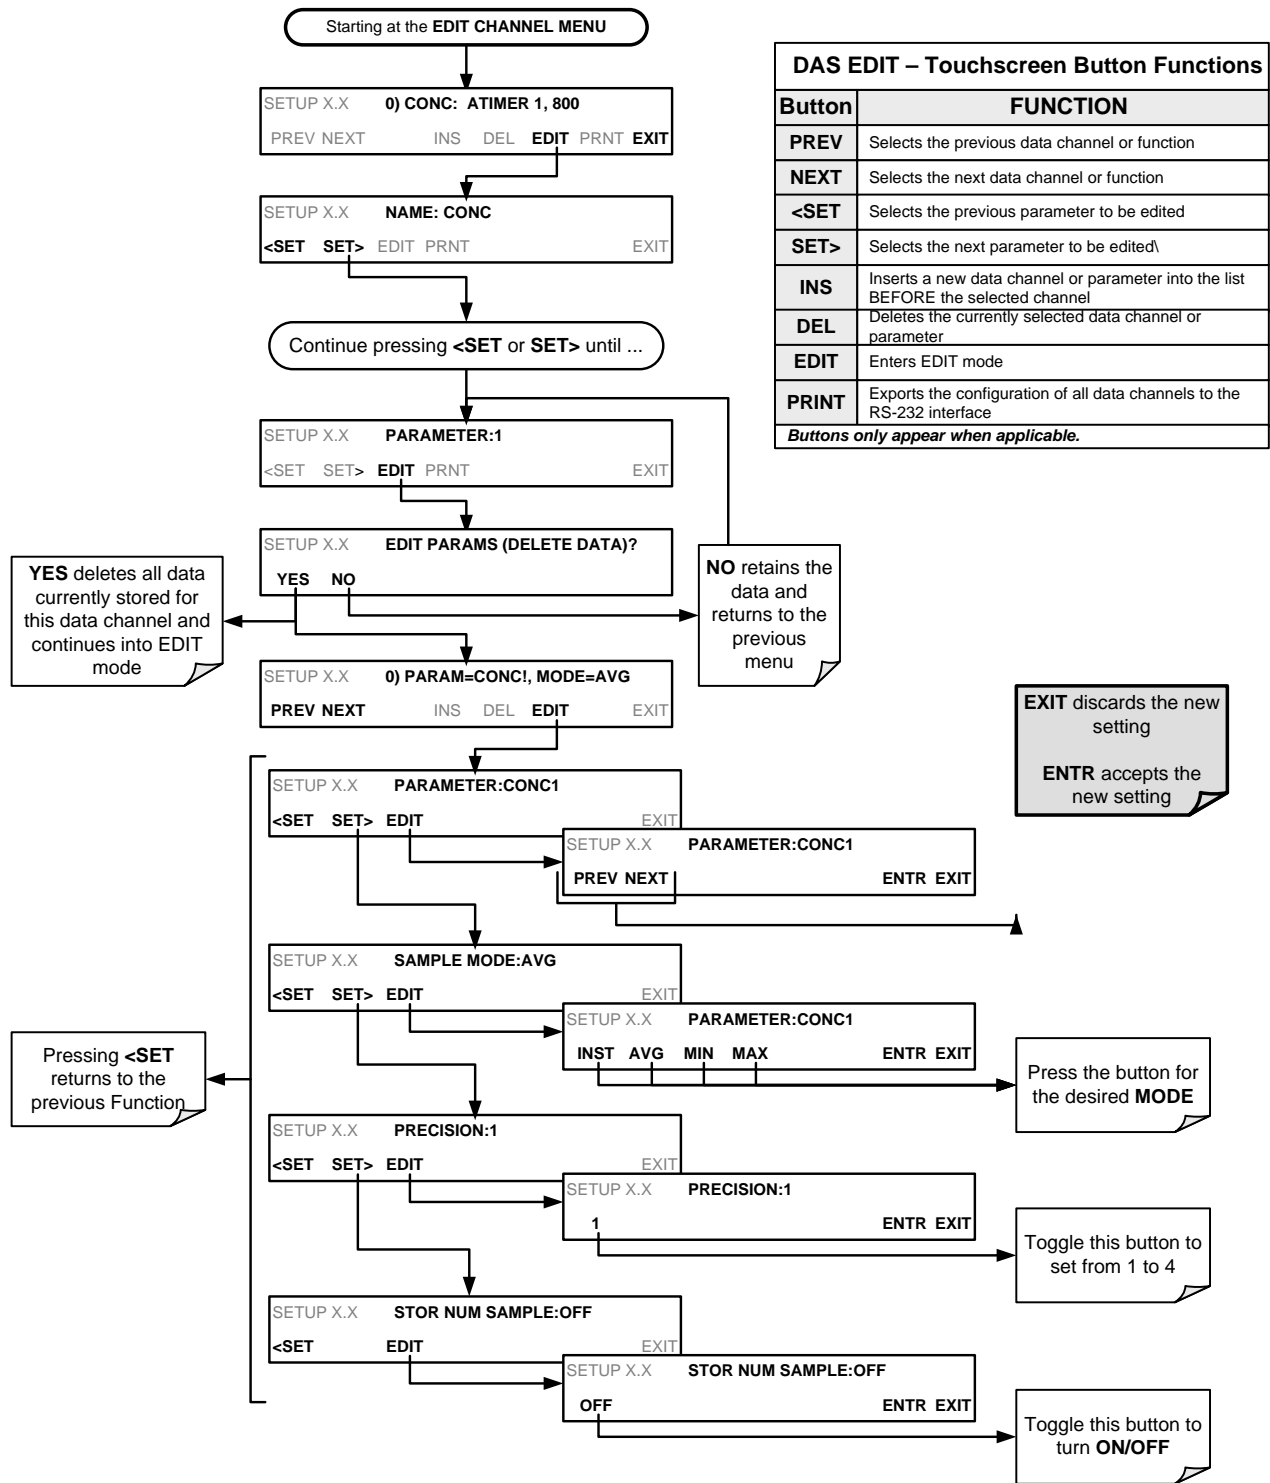 Starting at the EDIT CHANNEL MENU
SETUP X.X 0) CONC: ATIMER 1, 800
PREV NEXT INS DEL EDIT PRNT EXIT
SETUP X.X NAME: CONC
<SET SET> EDIT PRNT EXIT
Continue pressing <SET or SET> until ...
SETUP X.X PARAMETER:1
<SET SET> EDIT PRNT EXIT
SETUP X.X EDIT PARAMS (DELETE DATA)?
YES NO
YES deletes all data
currently stored for
this data channel and
continues into EDIT
mode
NO retains the
data and
returns to the
previous
menu
SETUP X.X 0) PARAM=CONC!, MODE=AVG
PREV NEXT INS DEL EDIT EXIT
DAS EDIT – Touchscreen Button Functions
Button FUNCTION
PREV Selects the previous data channel or function
NEXT Selects the next data channel or function
<SET Selects the previous parameter to be edited
SET> Selects the next parameter to be edited\
INS Inserts a new data channel or parameter into the list
BEFORE the selected channel
DEL Deletes the currently selected data channel or
parameter
EDIT Enters EDIT mode
PRINT Exports the configuration of all data channels to the
RS-232 interface
Buttons only appear when applicable.
EXIT discards the new
setting
ENTR accepts the
new setting
SETUP X.X PARAMETER:CONC1
<SET SET> EDIT EXIT
SETUP X.X PARAMETER:CONC1
PREV NEXT ENTR EXIT
SETUP X.X SAMPLE MODE:AVG
<SET SET> EDIT EXIT
SETUP X.X PARAMETER:CONC1
INST AVG MIN MAX ENTR EXIT
Press the button for
the desired MODE
Pressing <SET
returns to the
previous Function
SETUP X.X PRECISION:1
<SET SET> EDIT EXIT
SETUP X.X PRECISION:1
1 ENTR EXIT
Toggle this button to
set from 1 to 4
SETUP X.X STOR NUM SAMPLE:OFF
<SET EDIT EXIT
SETUP X.X STOR NUM SAMPLE:OFF
OFF ENTR EXIT
Toggle this button to
turn ON/OFF